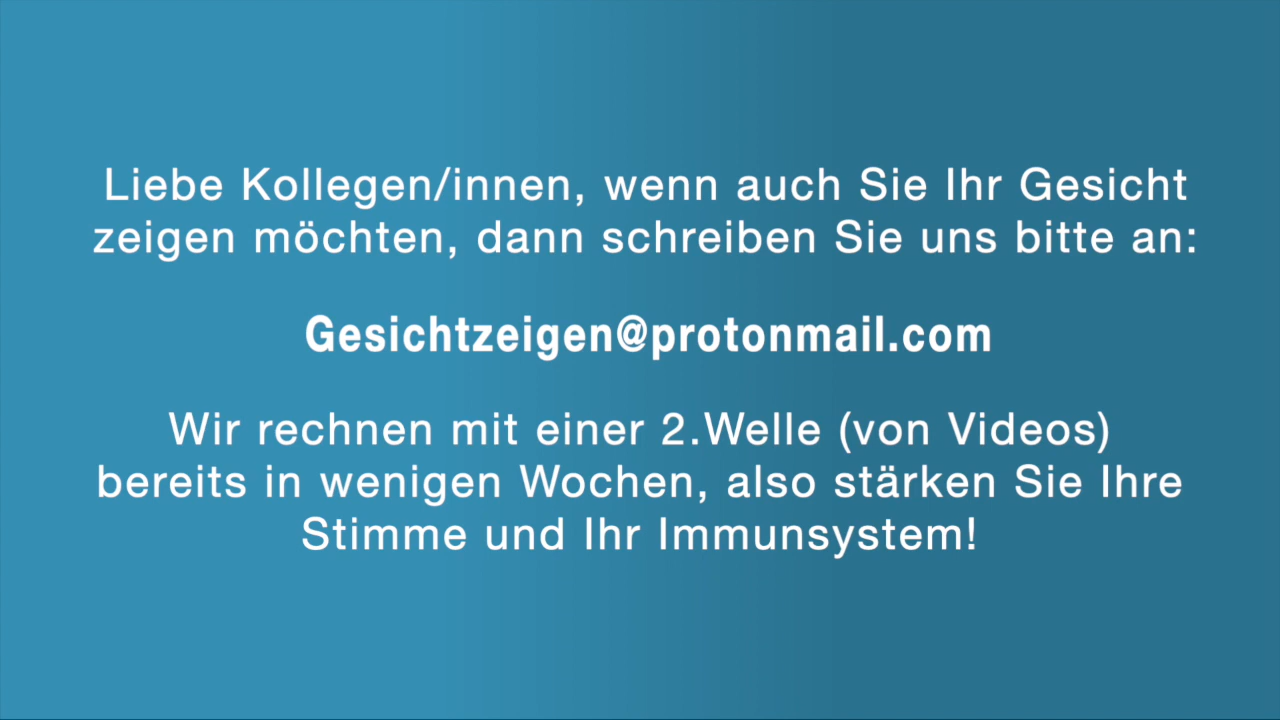 Liebe Kollegen/innen, wenn auch Sie Ihr Gesicht
zeigen möchten, dann schreiben Sie uns bitte an:
Gesichtzeigen@protonmail.com
Wir rechnen mit einer 2.Welle (von Videos)
bereits in wenigen Wochen, also stärken Sie Ihre
Stimme und Ihr Immunsystem!